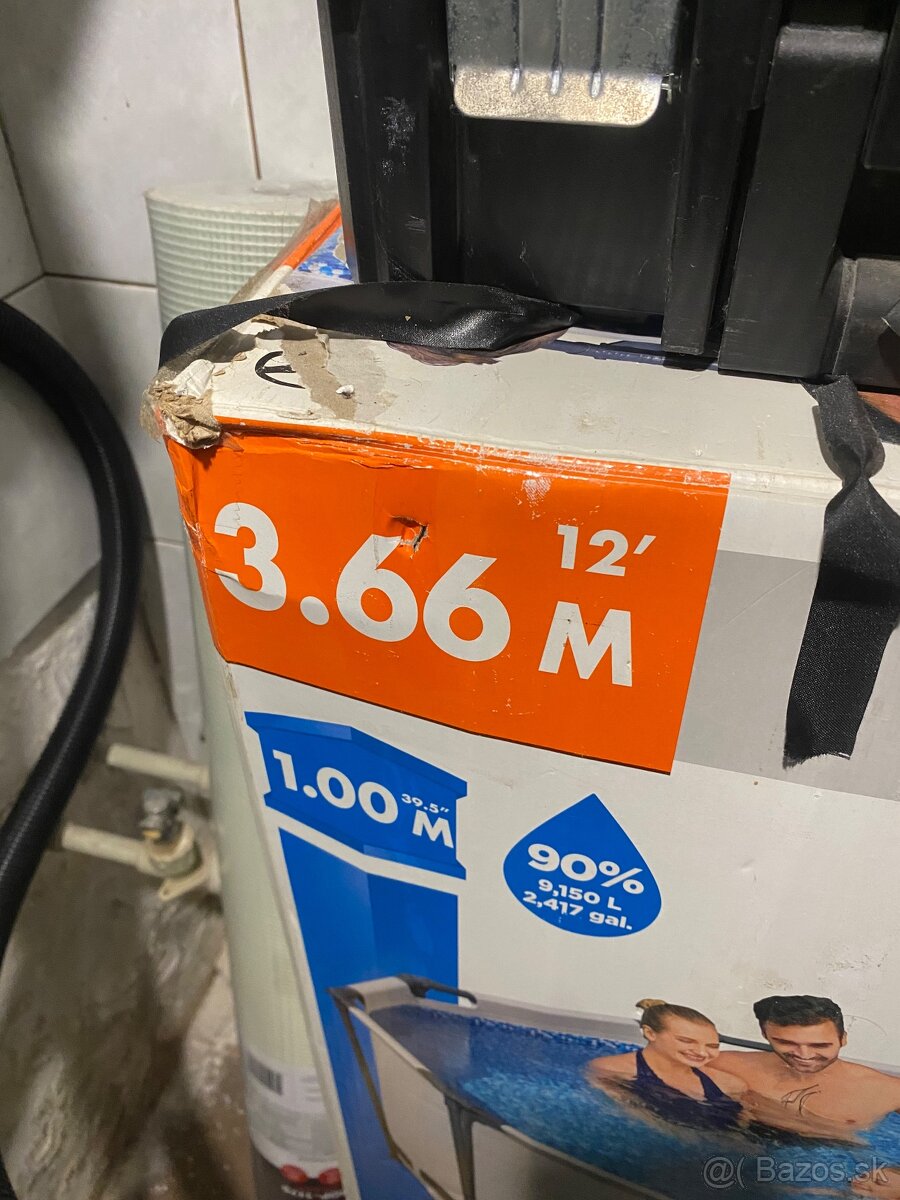 12’
3.66 M
1.00 39.5” M
90%
9,150 L
2,417 gal.
@( Bazos.sk